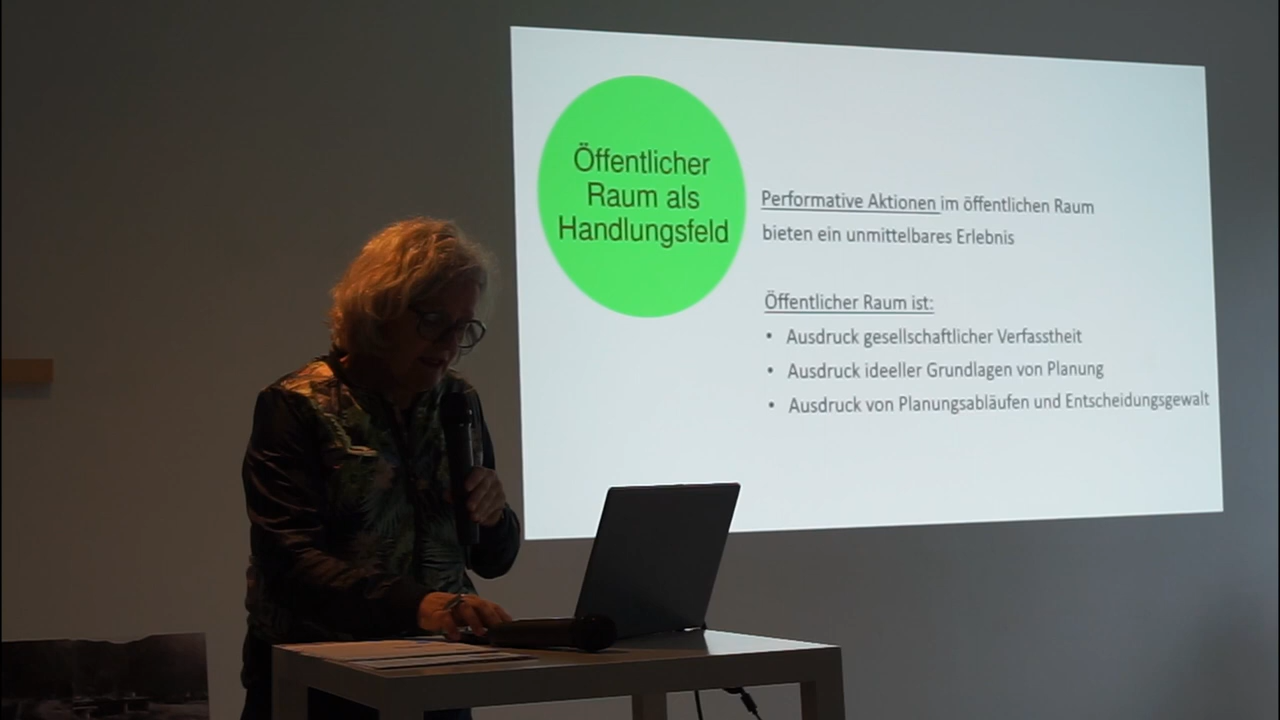 Öffentlicher
Raum als
Handlungsfeld
Performative Aktionen im öffentlichen Raum
bieten ein unmittelbares Erlebnis
Öffentlicher Raum ist:
• Ausdruck gesellschaftlicher Verfasstheit
• Ausdruck ideeller Grundlagen von Planung
• Ausdruck von Planungsabläufen und Entscheidungsgewalt